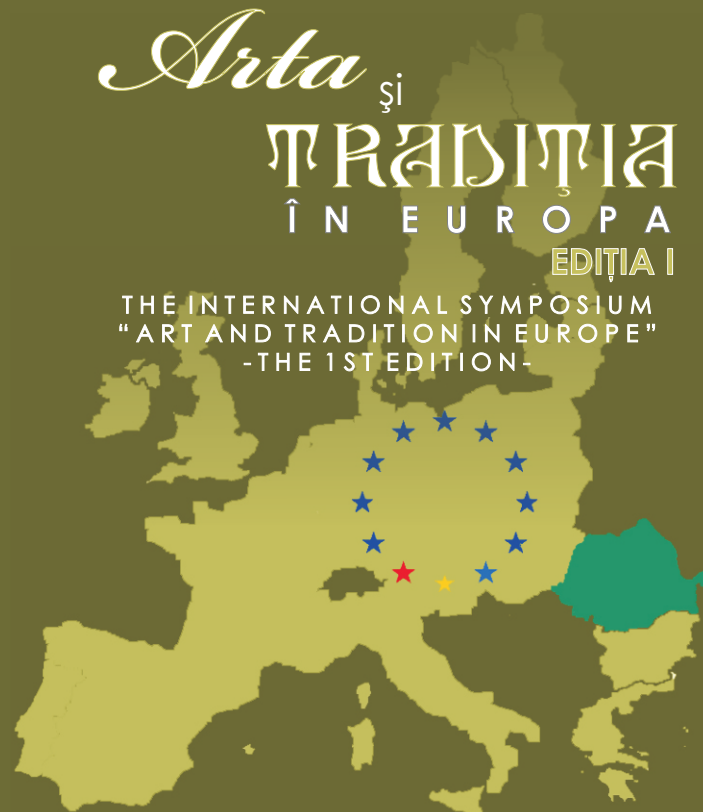 Arta
şi
TRADIŢIA
ÎN EUROPA
EDIŢIA I
THE INTERNATIONAL SYMPOSIUM
“ART AND TRADITION IN EUROPE”
-THE 1ST EDITION-